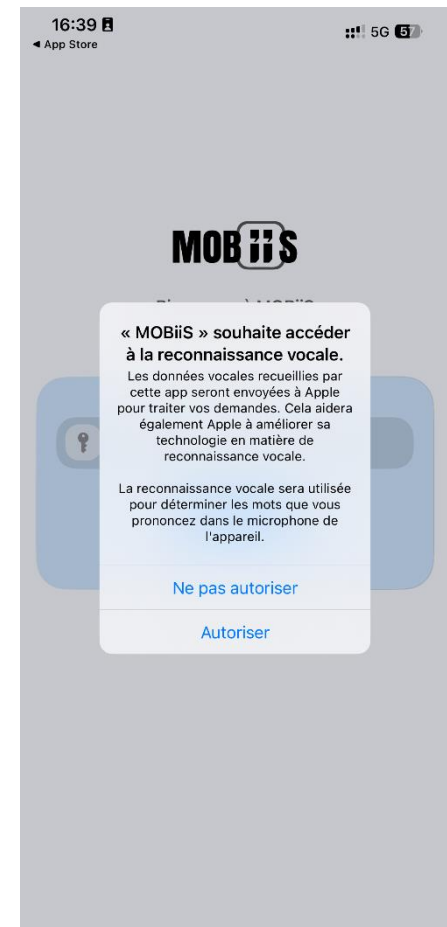 16:39
5G 57
◀ App Store
MOBiiS
« MOBiiS » souhaite accéder
à la reconnaissance vocale.
Les données vocales recueillies par
cette app seront envoyées à Apple
pour traiter vos demandes. Cela aidera
également Apple à améliorer sa
technologie en matière de
reconnaissance vocale.
La reconnaissance vocale sera utilisée
pour déterminer les mots que vous
prononcez dans le microphone de
l'appareil.
Ne pas autoriser
Autoriser